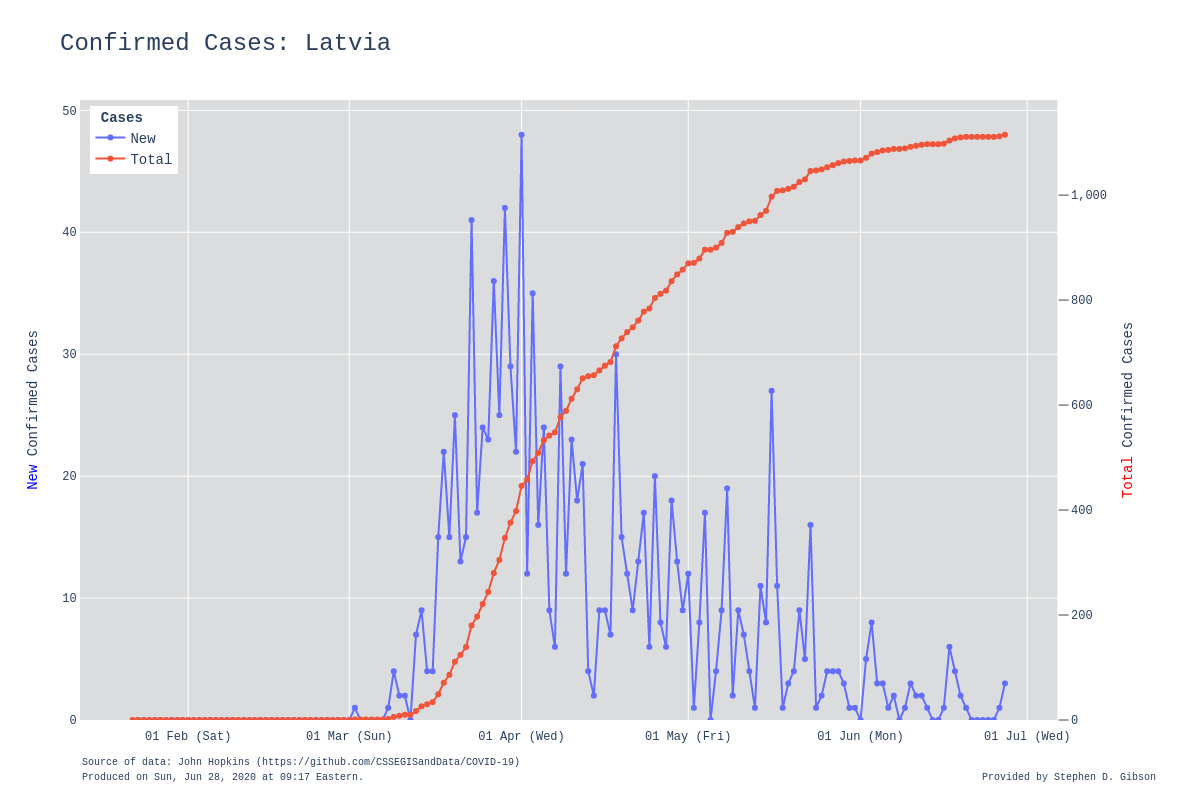 Confirmed Cases: Latvia
Cases
New
Total
50
40
30
20
10
0
1,000
800
600
400
200
0
New Confirmed Cases
Total Confirmed Cases
01 Feb (Sat)
01 Mar (Sun)
01 Apr (Wed)
01 May (Fri)
01 Jun (Mon)
01 Jul (Wed)
Source of data: John Hopkins (https://github.com/CSSEGISandData/COVID-19)
Produced on Sun, Jun 28, 2020 at 09:17 Eastern.
Provided by Stephen D. Gibson